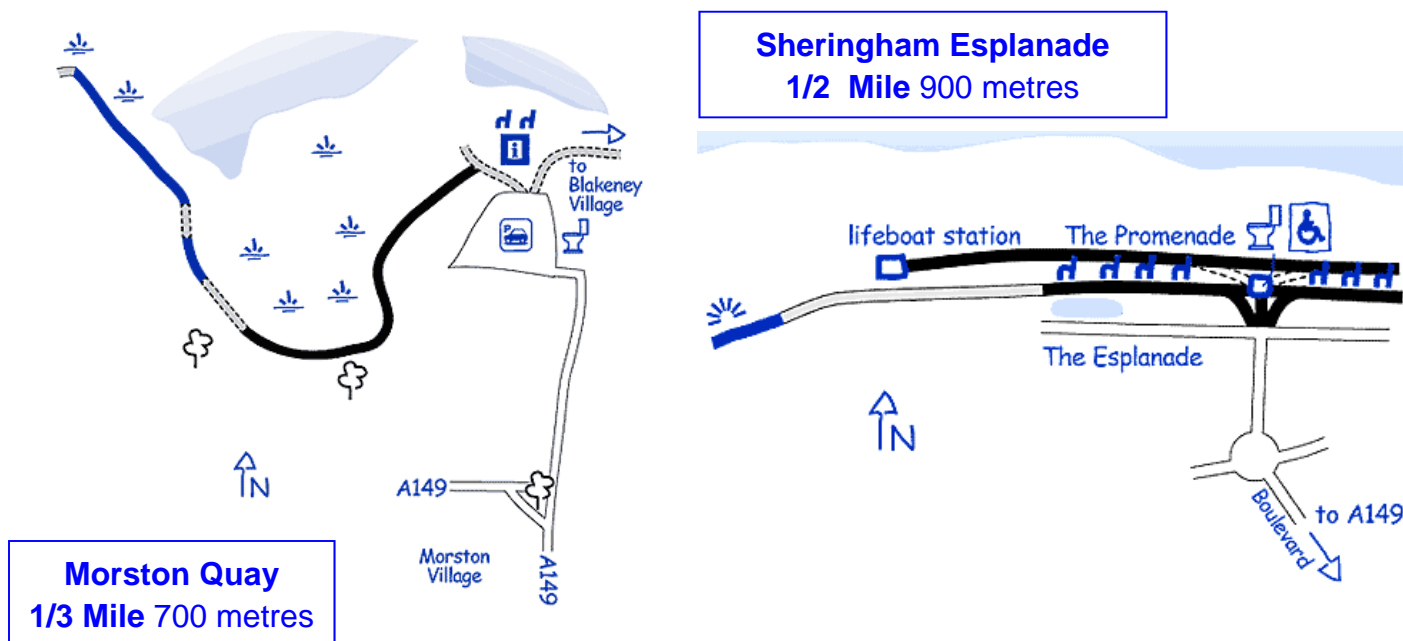 Sheringham Esplanade
1/2 Mile 900 metres
i
to
Blakeney
Village
P
A149
Morston
Village
A149
N
Morston Quay
1/3 Mile 700 metres
lifeboat station
The Promenade
The Esplanade
N
Boulevard
to A149